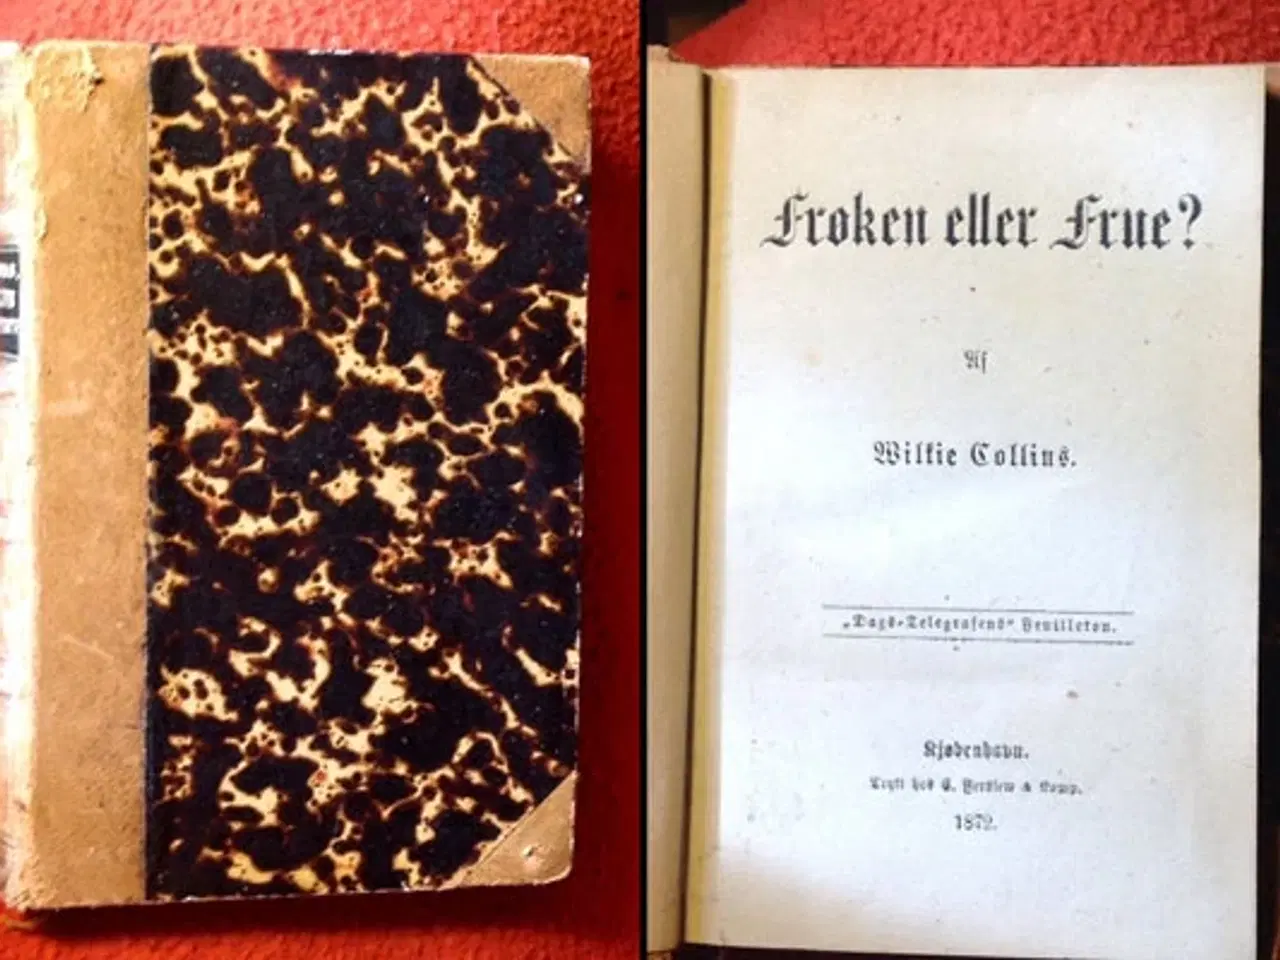 Frøken eller Frue?
Af
Wilkie Collins.
„Dags-Telegrafens“ Feuilleton.
Kjøbenhavn.
Trykt hos C. Ferslew & Komp.
1872.